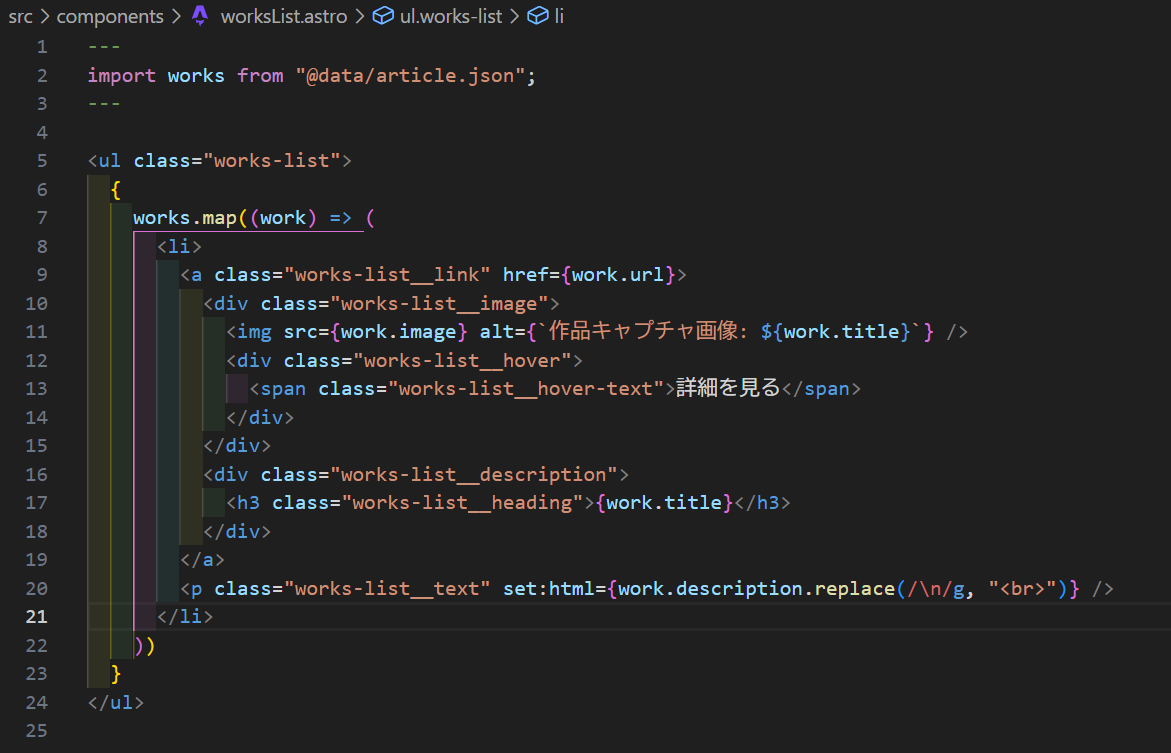 src > components > worksList.astro > ul.works-list > li
1 ---
2 import works from "@data/article.json";
3 ---
4
5 <ul class="works-list">
6 {
7 works.map((work) => (
8 <li>
9 <a class="works-list__link" href={work.url}>
10 <div class="works-list__image">
11 <img src={work.image} alt={`作品キャプチャ画像: ${work.title}`} />
12 <div class="works-list__hover">
13 <span class="works-list__hover-text">詳細を見る</span>
14 </div>
15 </div>
16 <div class="works-list__description">
17 <h3 class="works-list__heading">{work.title}</h3>
18 </div>
19 </a>
20 <p class="works-list__text" set:html={work.description.replace(/\n/g, "<br>")} />
21 </li>
22 ))
23 }
24 </ul>
25